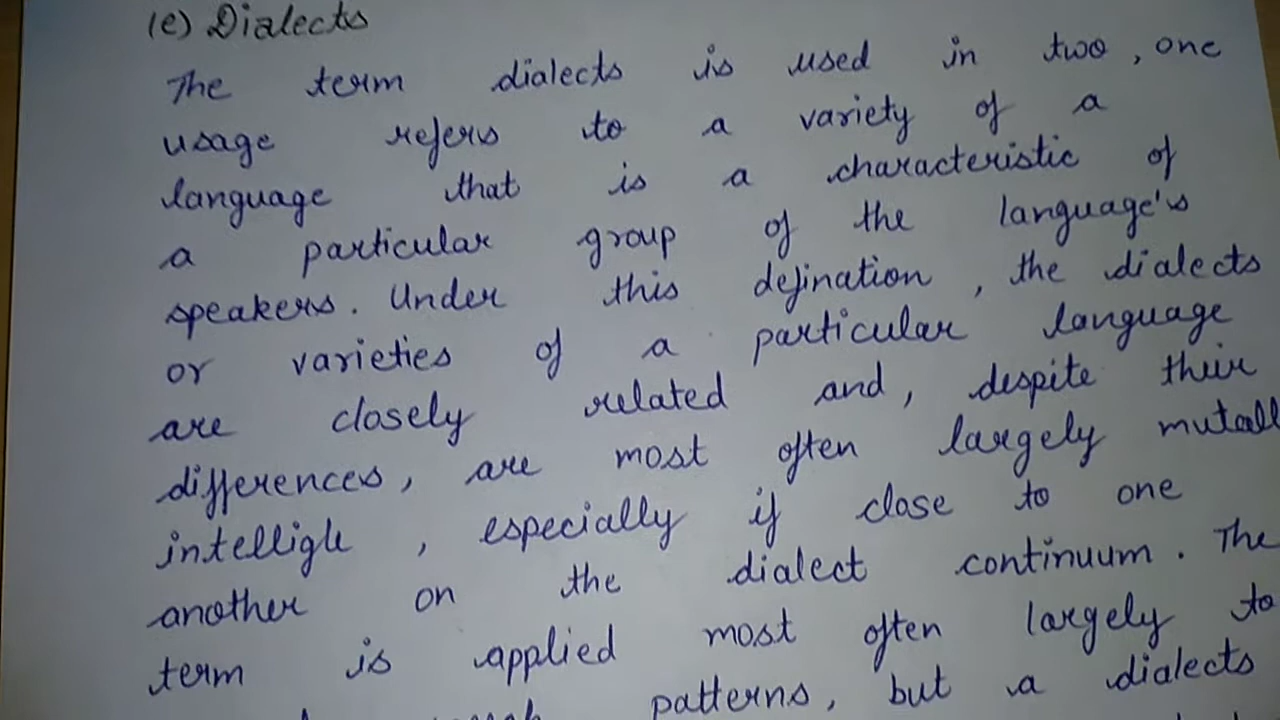 (e) Dialects
The term dialects is used in two, one
usage refers to a variety of a
language that is a characteristic of
a particular group of the language's
speakers. Under this defination, the dialects
or varieties of a particular language
are closely related and, despite their
differences, are most often largely mutall
intelligle, especially if close to one
another on the dialect continuum. The
term is applied most often largely to
patterns, but a dialects